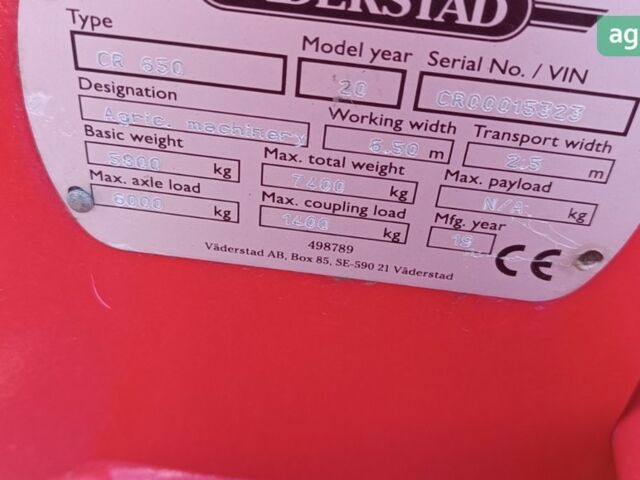 VÄDERSTAD
ag
Type
Model year
Serial No. / VIN
CR 650
20
CR00015323
Designation
Working width
Transport width
Agric. machinery
6.50 m
2.5 m
Basic weight
Max. total weight
Max. payload
5800 kg
7400 kg
N/A kg
Max. axle load
Max. coupling load
Mfg. year
6000 kg
1400 kg
19
CE
498789
Väderstad AB, Box 85, SE-590 21 Väderstad